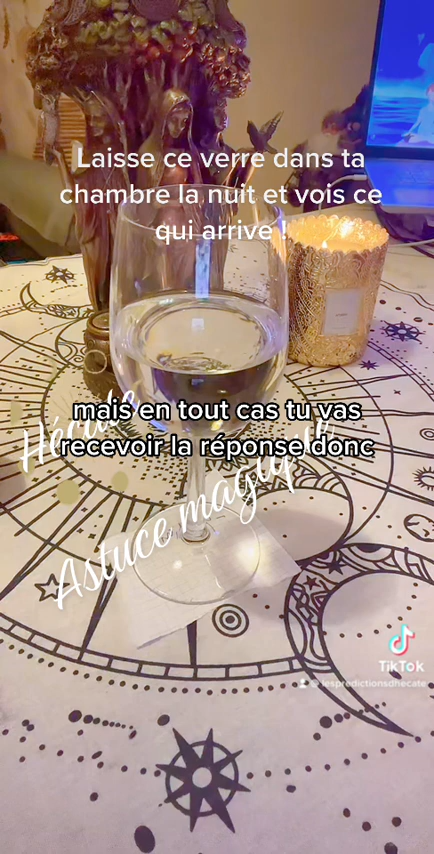 Laisse ce verre dans ta
chambre la nuit et vois ce
qui arrive !
mais en tout cas tu vas
recevoir la réponse donc
Hécate
Astuce magique
TikTok
@lespredictionsdhecate